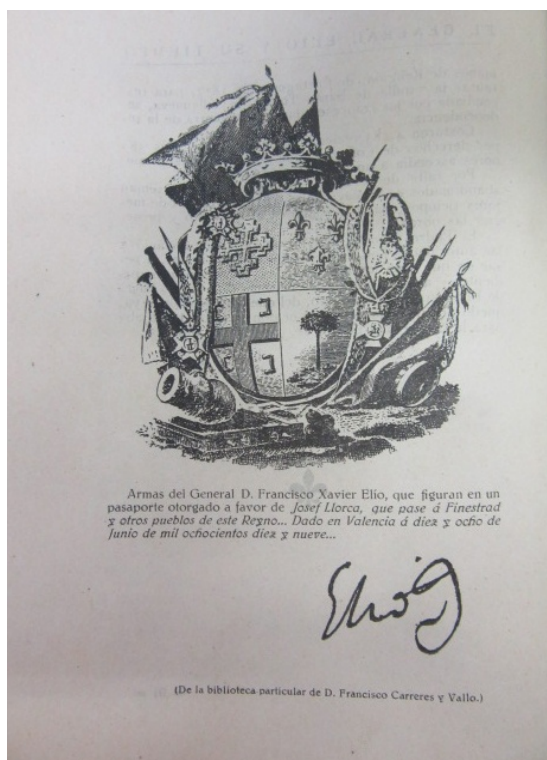 Armas del General D. Francisco Xavier Elío, que figuran en un
pasaporte otorgado a favor de Josef Llorca, que pase á Finestrad
y otros pueblos de este Reyno... Dado en Valencia á diez y ocho de
Junio de mil ochocientos diez y nueve...
Elío
(De la biblioteca particular de D. Francisco Carreres y Vallo.)